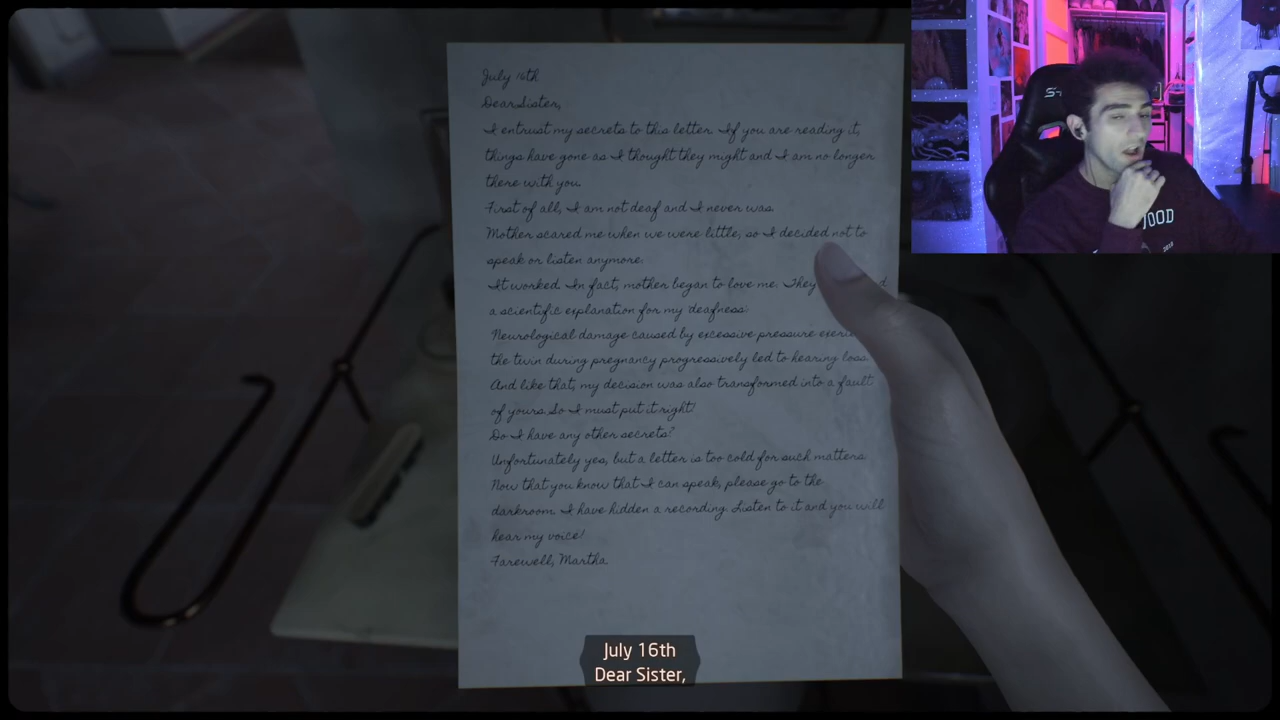 July 16th
Dear Sister,
I entrust my secrets to this letter. If you are reading it,
things have gone as I thought they might and I am no longer
there with you.
First of all, I am not deaf and I never was.
Mother scared me when we were little, so I decided not to
speak or listen anymore.
It worked. In fact, mother began to love me. They
a scientific explanation for my 'deafness'.
Neurological damage caused by excessive pressure
the twin during pregnancy progressively led to hearing loss.
And like that, my decision was also transformed into a fault
of yours. So I must put it right!
Do I have any other secrets?
Unfortunately yes, but a letter is too cold for such matters.
Now that you know that I can speak, please go to the
darkroom. I have hidden a recording. Listen to it and you will
hear my voice!
Farewell, Martha.
July 16th
Dear Sister,